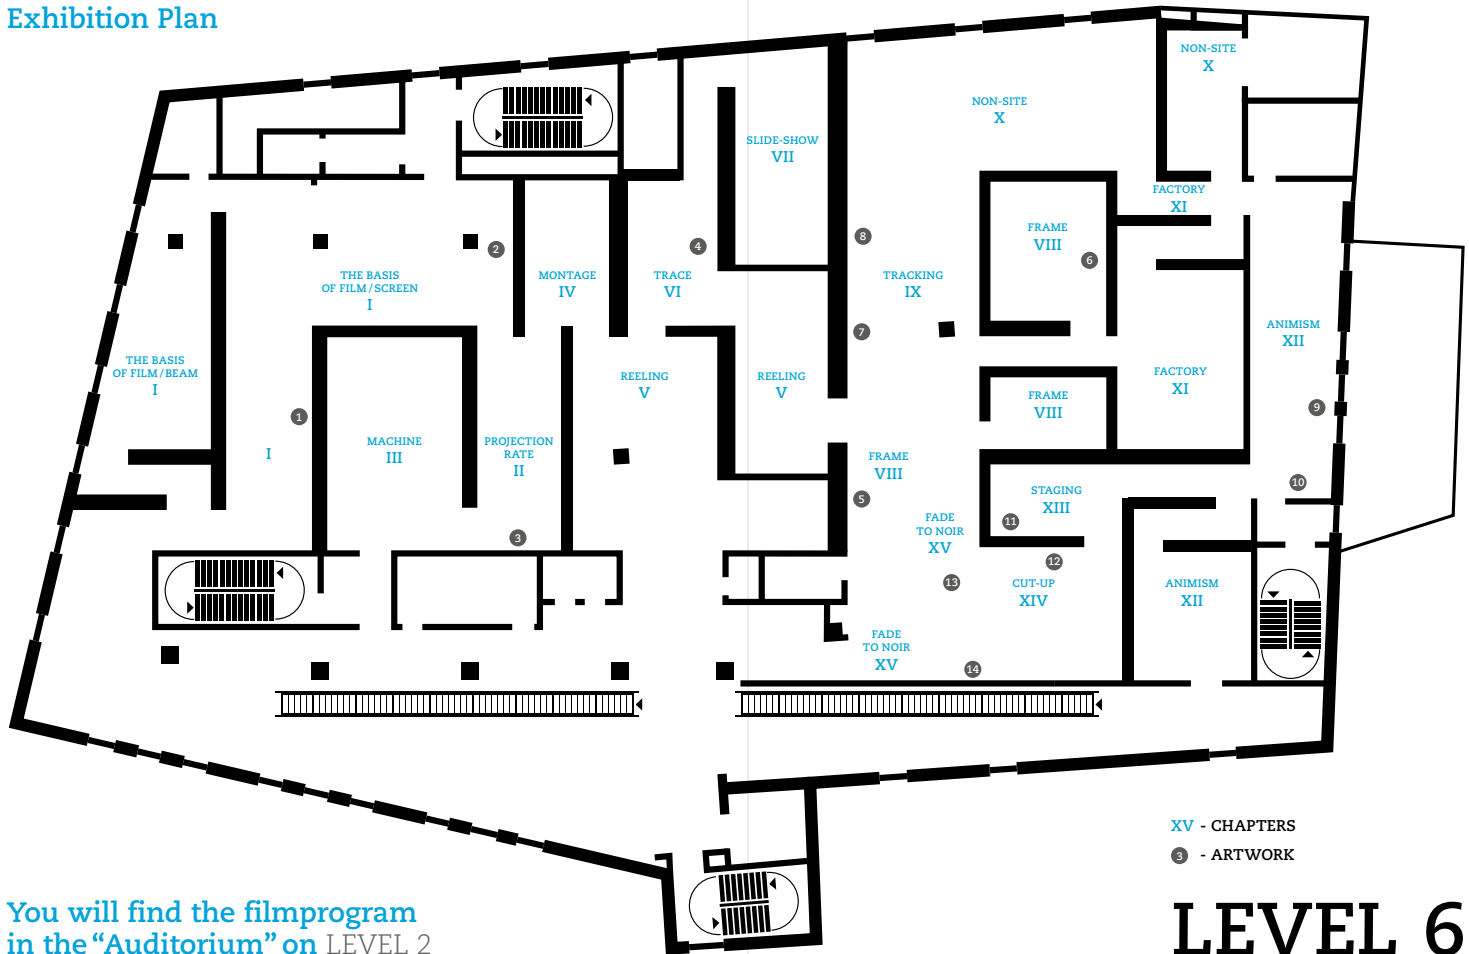 Exhibition Plan
NON-SITE
X
NON-SITE
X
SLIDE-SHOW
VII
FACTORY
XI
FRAME
VIII
8
2
4
6
THE BASIS
OF FILM / SCREEN
I
MONTAGE
IV
TRACE
VI
TRACKING
IX
7
ANIMISM
XII
THE BASIS
OF FILM / BEAM
I
REELING
V
REELING
V
FACTORY
XI
FRAME
VIII
1
9
I
MACHINE
III
PROJECTION
RATE
II
FRAME
VIII
5
10
STAGING
XIII
11
FADE
TO NOIR
XV
3
12
13
CUT-UP
XIV
ANIMISM
XII
FADE
TO NOIR
XV
14
XV - CHAPTERS
3 - ARTWORK
You will find the filmprogram
in the “Auditorium” on LEVEL 2
LEVEL 6